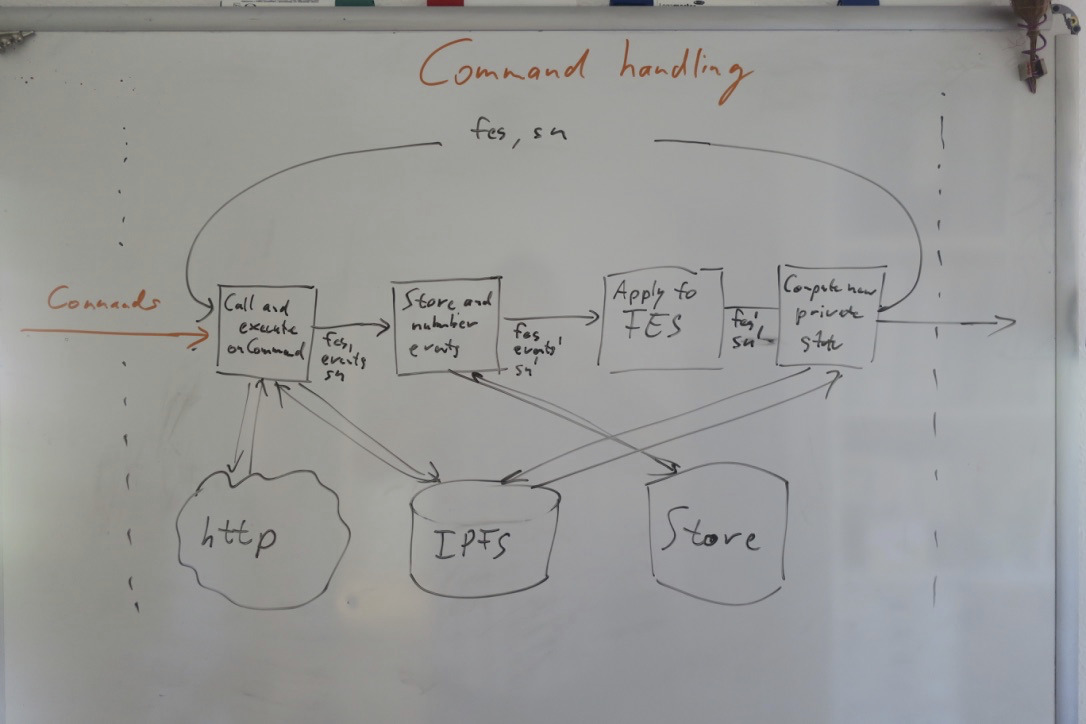 Command handling
fes, sn
Commands
Call and
execute
onCommand
fes,
events
sn
Store and
number
events
fes
events'
sn'
Apply to
FES
fes'
sn'
Compute new
private
state
http
IPFS
Store